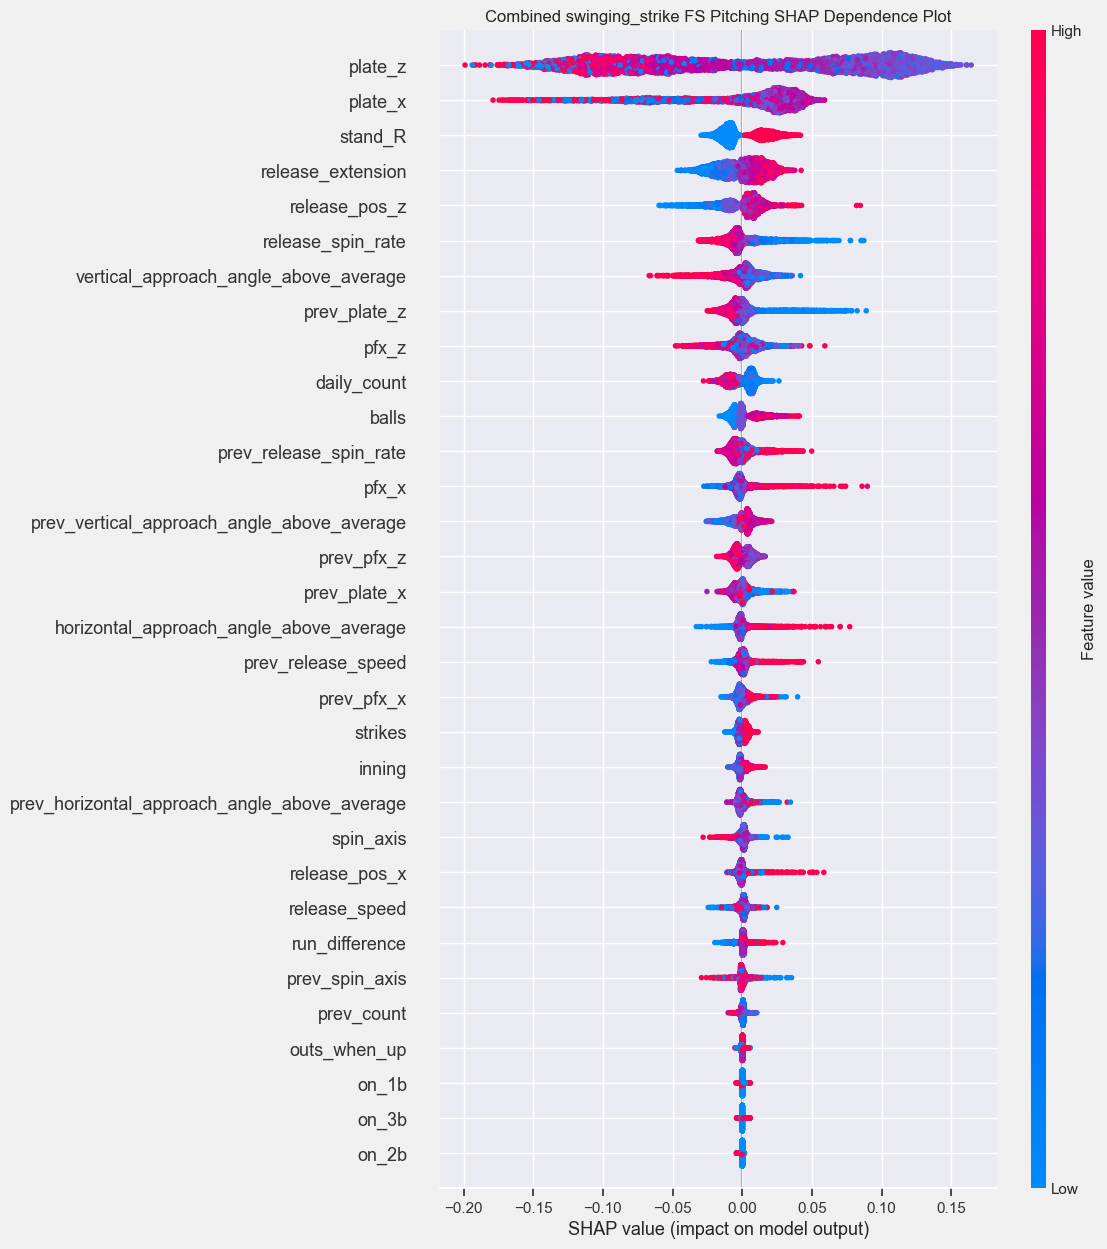 Combined swinging_strike FS Pitching SHAP Dependence Plot
High
plate_z
plate_x
stand_R
release_extension
release_pos_z
release_spin_rate
vertical_approach_angle_above_average
prev_plate_z
pfx_z
daily_count
balls
prev_release_spin_rate
pfx_x
prev_vertical_approach_angle_above_average
prev_pfx_z
prev_plate_x
horizontal_approach_angle_above_average
prev_release_speed
prev_pfx_x
strikes
inning
prev_horizontal_approach_angle_above_average
spin_axis
release_pos_x
release_speed
run_difference
prev_spin_axis
prev_count
outs_when_up
on_1b
on_3b
on_2b
Feature value
Low
−0.20 −0.15 −0.10 −0.05 0.00 0.05 0.10 0.15
SHAP value (impact on model output)